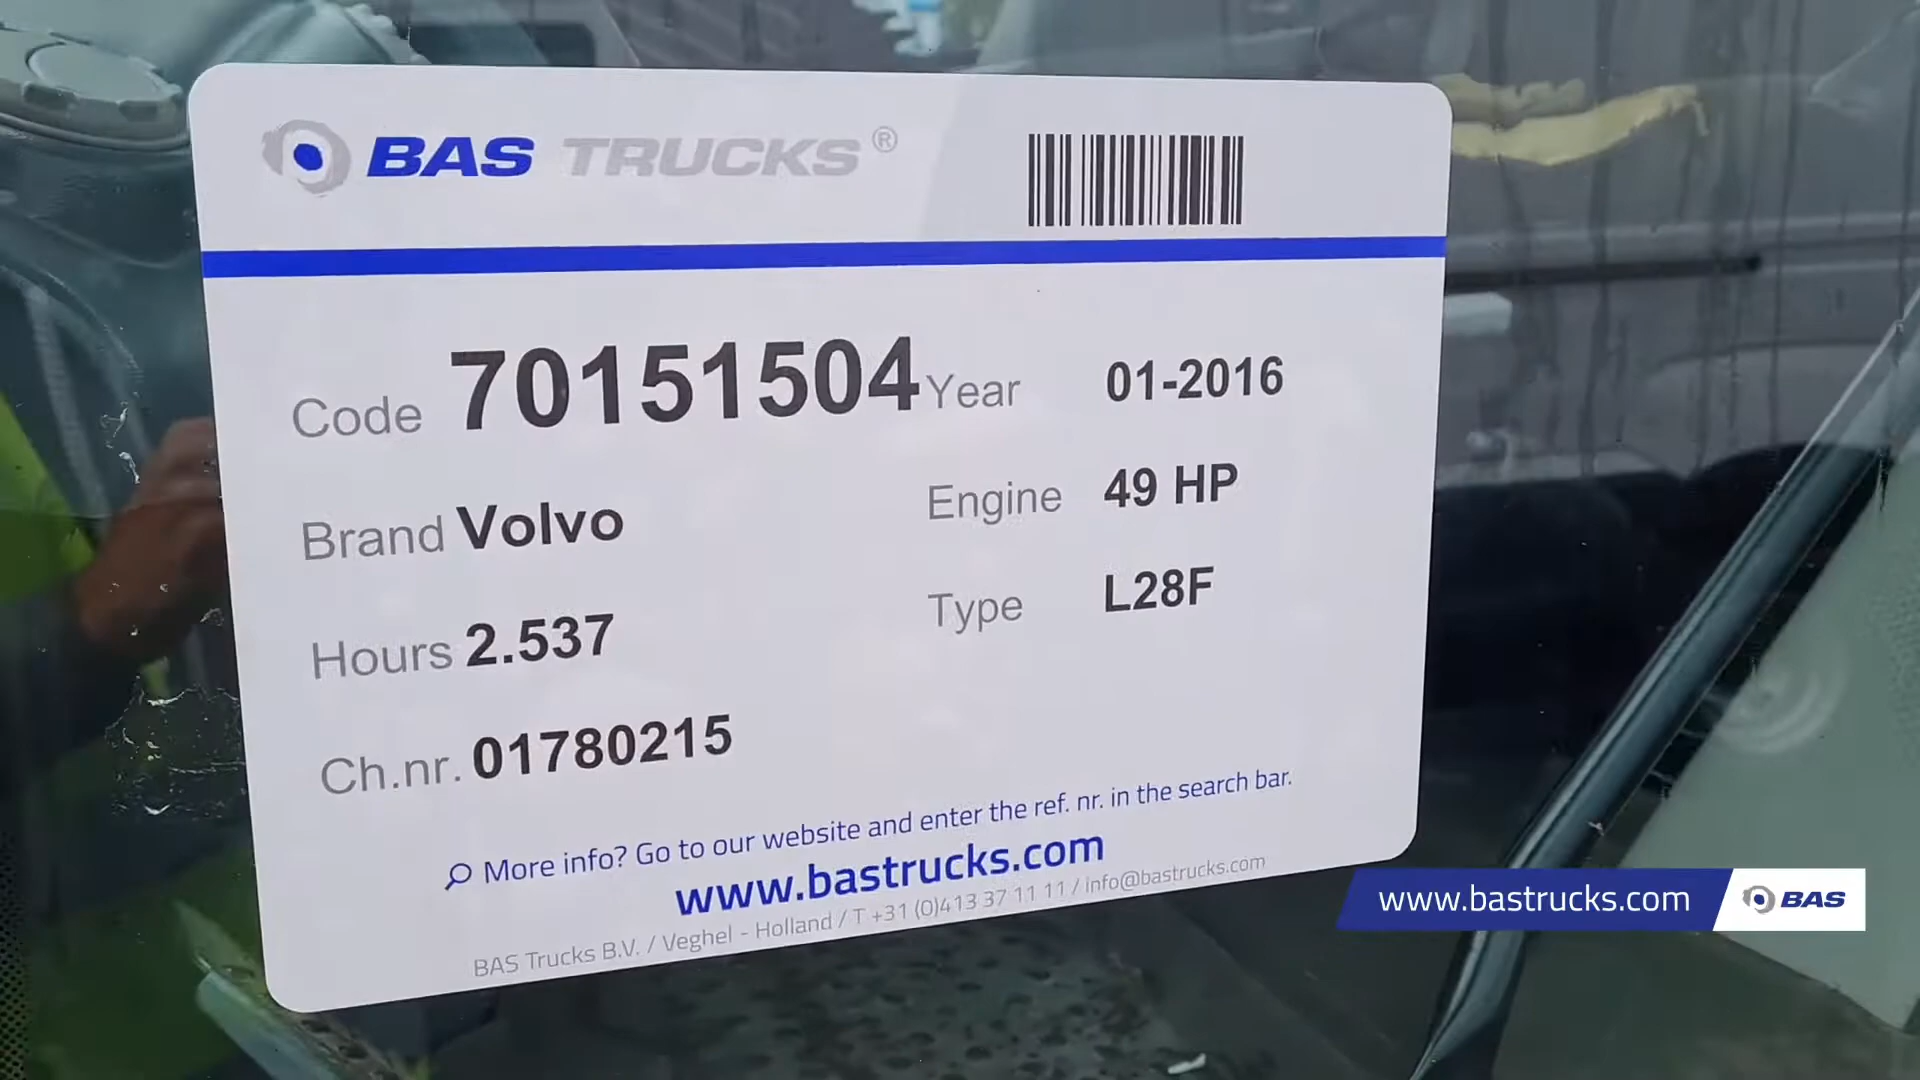 BAS TRUCKS®
Code 70151504 Year 01-2016
Brand Volvo Engine 49 HP
Hours 2.537 Type L28F
Ch.nr. 01780215
More info? Go to our website and enter the ref. nr. in the search bar.
www.bastrucks.com
BAS Trucks B.V. / Veghel - Holland / T +31 (0)413 37 11 11 / info@bastrucks.com
www.bastrucks.com BAS